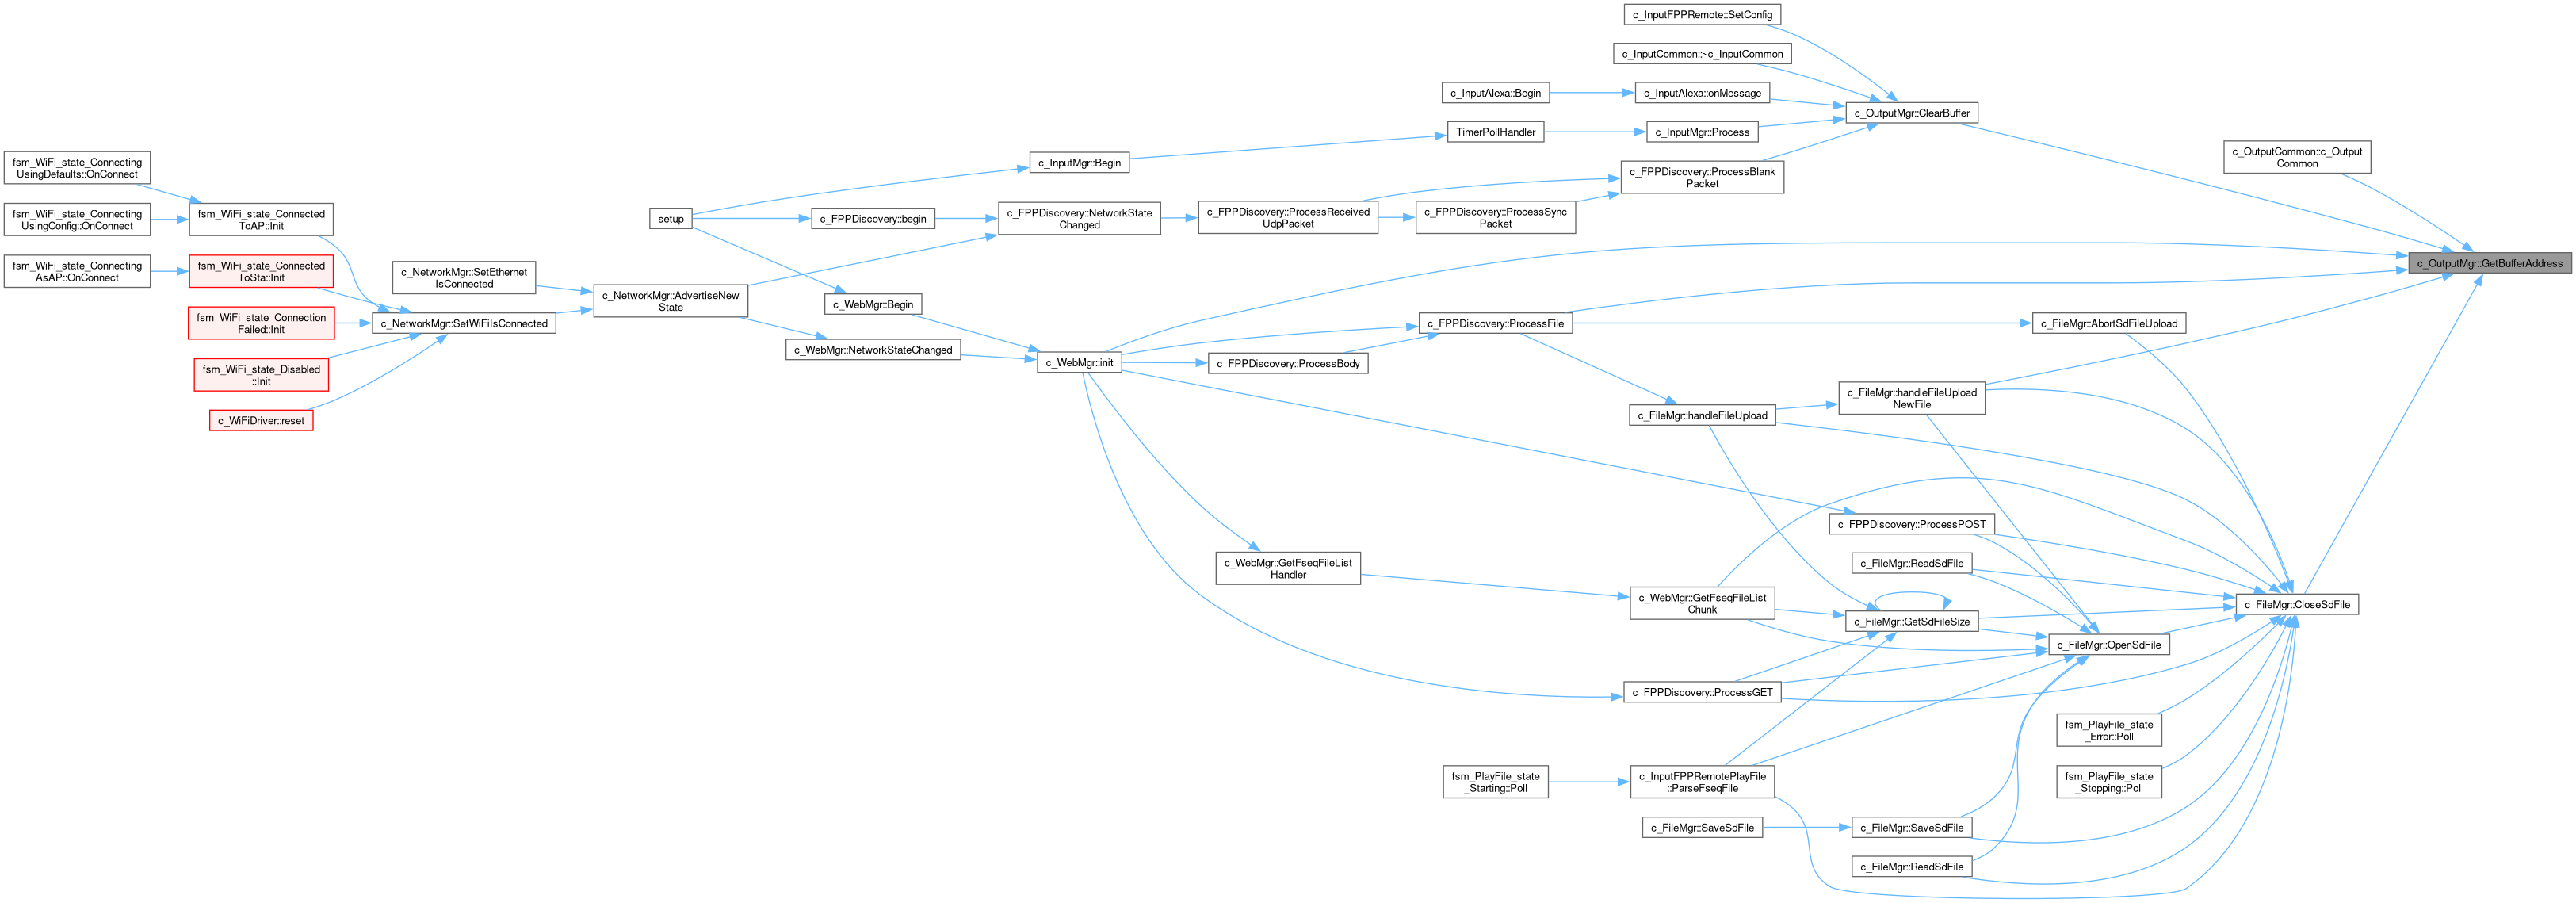 c_InputFPPRemote::SetConfig
c_InputCommon::~c_InputCommon
c_InputAlexa::Begin
c_InputAlexa::onMessage
c_OutputMgr::ClearBuffer
TimerPollHandler
c_InputMgr::Process
c_OutputCommon::c_Output
Common
fsm_WiFi_state_Connecting
UsingDefaults::OnConnect
c_InputMgr::Begin
c_FPPDiscovery::ProcessBlank
Packet
fsm_WiFi_state_Connecting
UsingConfig::OnConnect
fsm_WiFi_state_Connected
ToAP::Init
setup
c_FPPDiscovery::begin
c_FPPDiscovery::NetworkState
Changed
c_FPPDiscovery::ProcessReceived
UdpPacket
c_FPPDiscovery::ProcessSync
Packet
fsm_WiFi_state_Connecting
AsAP::OnConnect
fsm_WiFi_state_Connected
ToSta::Init
c_NetworkMgr::SetEthernet
IsConnected
c_OutputMgr::GetBufferAddress
c_NetworkMgr::AdvertiseNew
State
c_WebMgr::Begin
fsm_WiFi_state_Connection
Failed::Init
c_NetworkMgr::SetWiFiIsConnected
c_FPPDiscovery::ProcessFile
c_FileMgr::AbortSdFileUpload
c_WebMgr::NetworkStateChanged
c_WebMgr::init
c_FPPDiscovery::ProcessBody
fsm_WiFi_state_Disabled
::Init
c_FileMgr::handleFileUpload
NewFile
c_WiFiDriver::reset
c_FileMgr::handleFileUpload
c_FPPDiscovery::ProcessPOST
c_WebMgr::GetFseqFileList
Handler
c_FileMgr::ReadSdFile
c_WebMgr::GetFseqFileList
Chunk
c_FileMgr::CloseSdFile
c_FileMgr::GetSdFileSize
c_FileMgr::OpenSdFile
c_FPPDiscovery::ProcessGET
fsm_PlayFile_state
_Error::Poll
fsm_PlayFile_state
_Starting::Poll
c_InputFPPRemotePlayFile
::ParseFseqFile
fsm_PlayFile_state
_Stopping::Poll
c_FileMgr::SaveSdFile
c_FileMgr::SaveSdFile
c_FileMgr::ReadSdFile